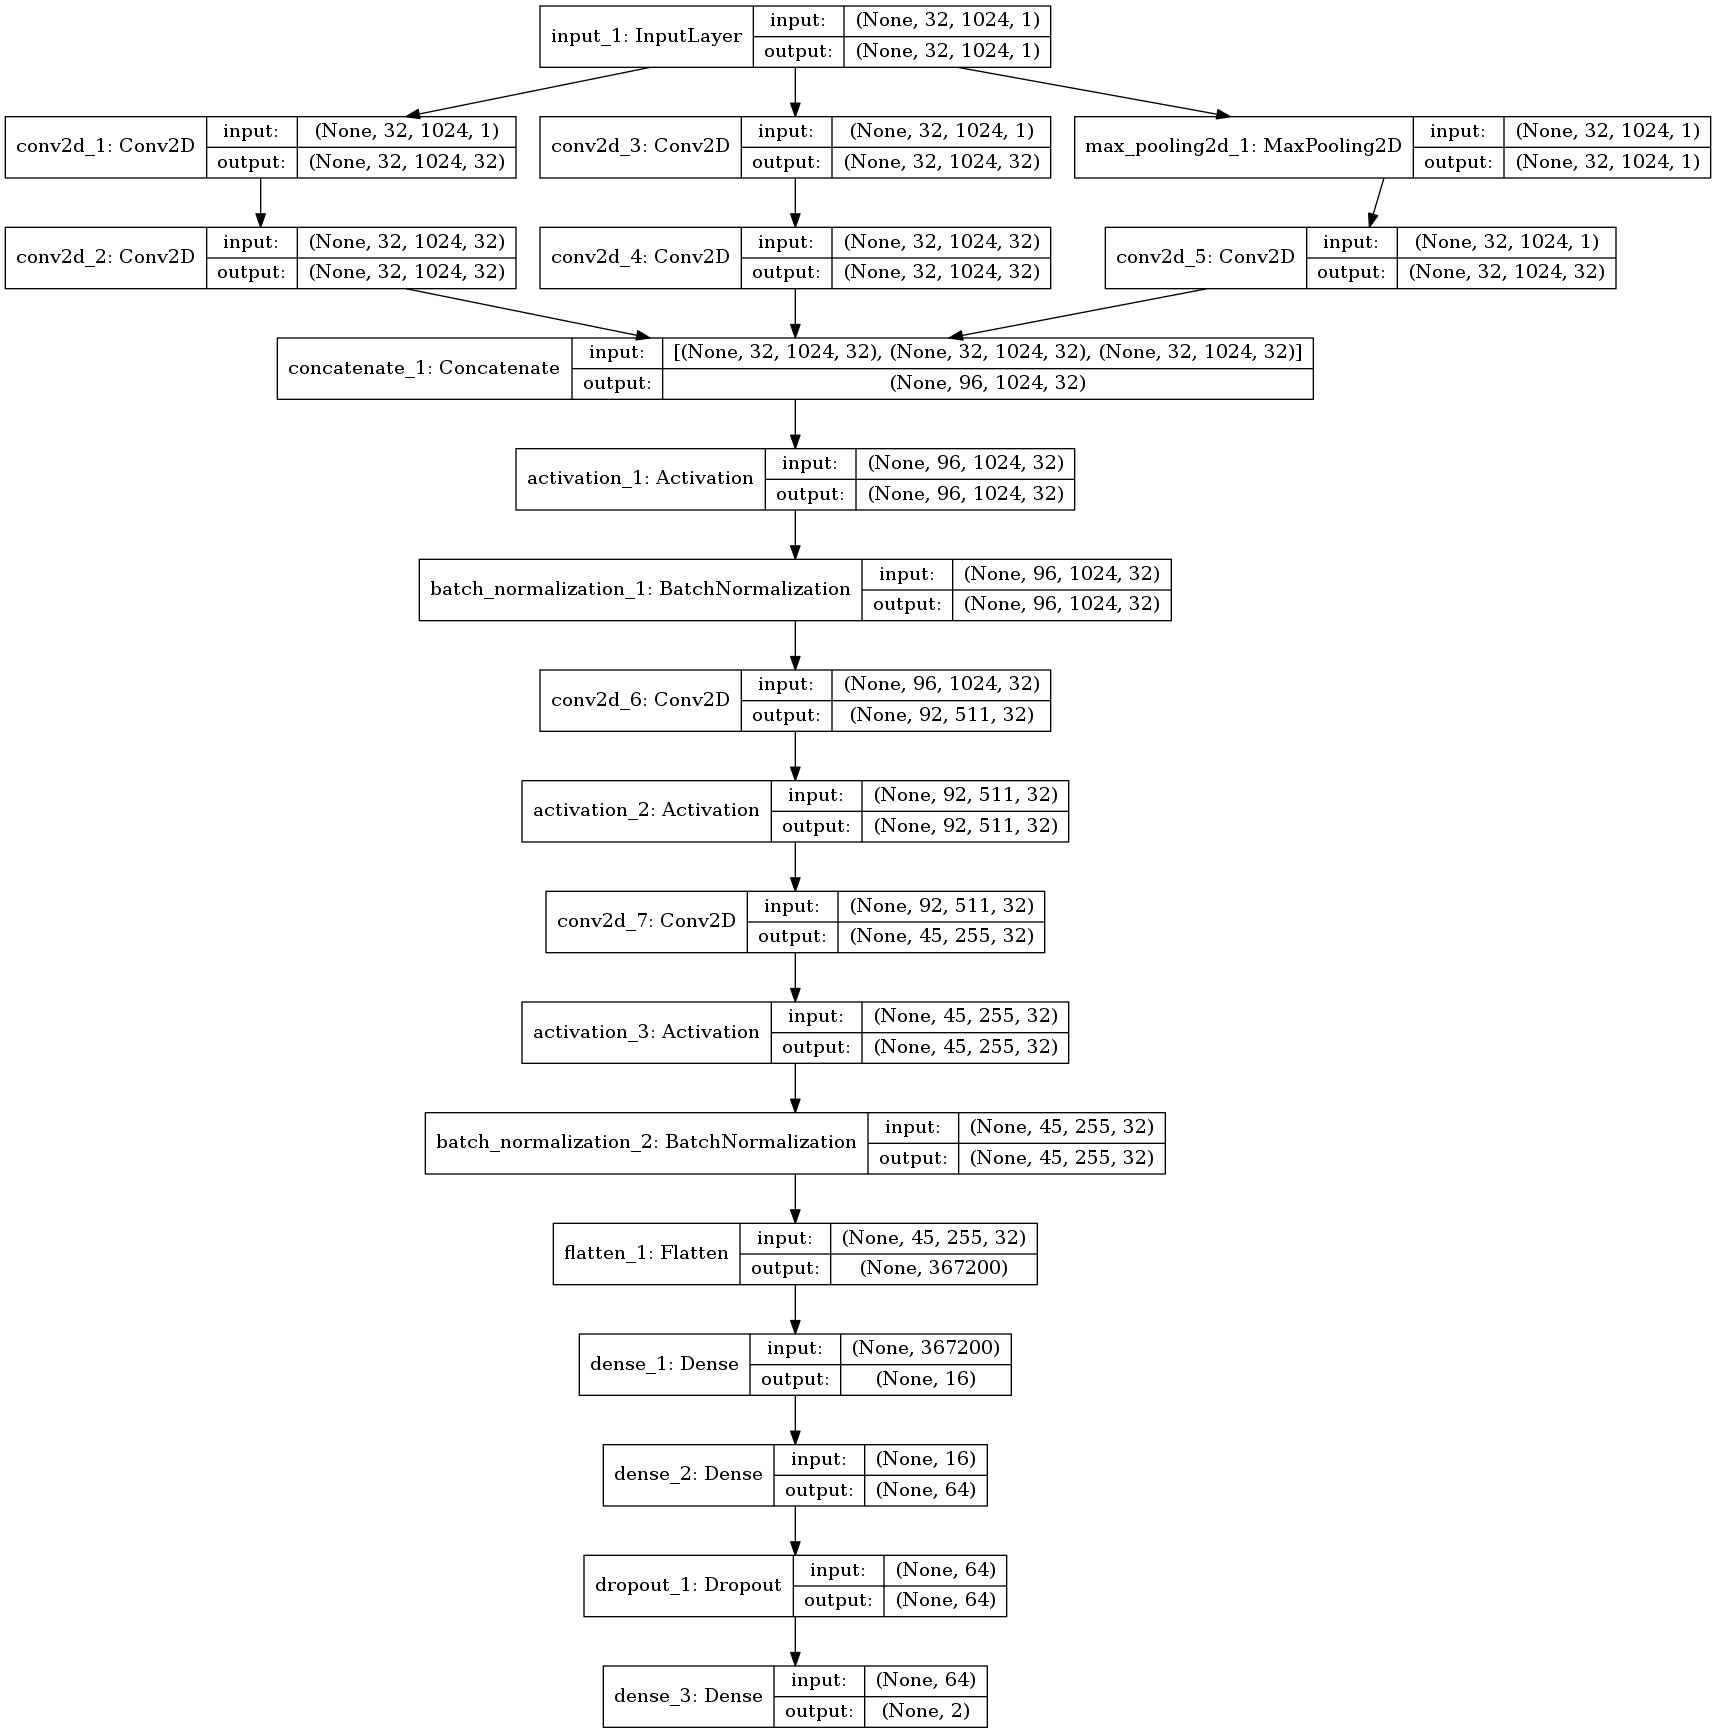 input_1: InputLayer
input: (None, 32, 1024, 1)
output: (None, 32, 1024, 1)
conv2d_1: Conv2D
input: (None, 32, 1024, 1)
output: (None, 32, 1024, 32)
conv2d_3: Conv2D
input: (None, 32, 1024, 1)
output: (None, 32, 1024, 32)
max_pooling2d_1: MaxPooling2D
input: (None, 32, 1024, 1)
output: (None, 32, 1024, 1)
conv2d_2: Conv2D
input: (None, 32, 1024, 32)
output: (None, 32, 1024, 32)
conv2d_4: Conv2D
input: (None, 32, 1024, 32)
output: (None, 32, 1024, 32)
conv2d_5: Conv2D
input: (None, 32, 1024, 1)
output: (None, 32, 1024, 32)
concatenate_1: Concatenate
input: [(None, 32, 1024, 32), (None, 32, 1024, 32), (None, 32, 1024, 32)]
output: (None, 96, 1024, 32)
activation_1: Activation
input: (None, 96, 1024, 32)
output: (None, 96, 1024, 32)
batch_normalization_1: BatchNormalization
input: (None, 96, 1024, 32)
output: (None, 96, 1024, 32)
conv2d_6: Conv2D
input: (None, 96, 1024, 32)
output: (None, 92, 511, 32)
activation_2: Activation
input: (None, 92, 511, 32)
output: (None, 92, 511, 32)
conv2d_7: Conv2D
input: (None, 92, 511, 32)
output: (None, 45, 255, 32)
activation_3: Activation
input: (None, 45, 255, 32)
output: (None, 45, 255, 32)
batch_normalization_2: BatchNormalization
input: (None, 45, 255, 32)
output: (None, 45, 255, 32)
flatten_1: Flatten
input: (None, 45, 255, 32)
output: (None, 367200)
dense_1: Dense
input: (None, 367200)
output: (None, 16)
dense_2: Dense
input: (None, 16)
output: (None, 64)
dropout_1: Dropout
input: (None, 64)
output: (None, 64)
dense_3: Dense
input: (None, 64)
output: (None, 2)